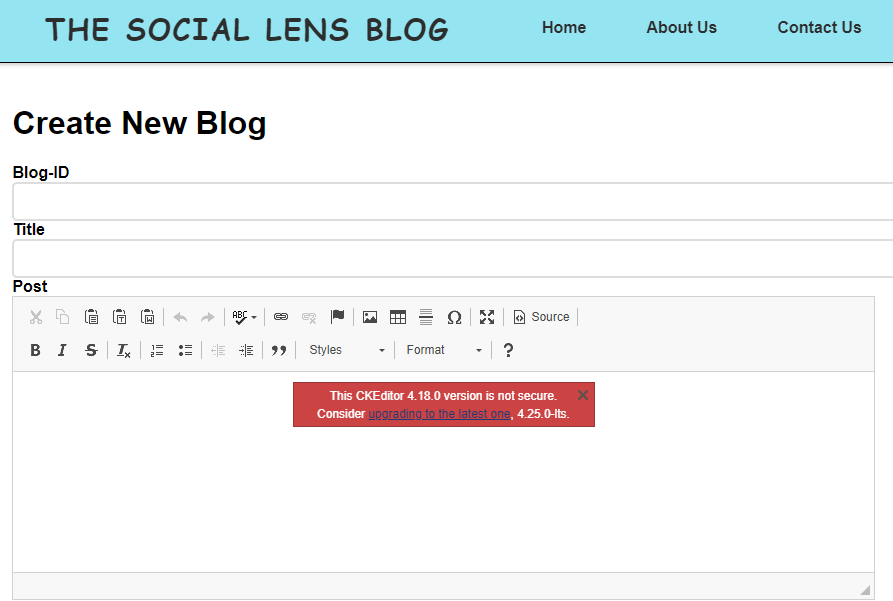 THE SOCIAL LENS BLOG Home About Us Contact Us
Create New Blog
Blog-ID
Title
Post
ABC Ω Source
B I S Tx Styles Format ?
This CKEditor 4.18.0 version is not secure.
Consider upgrading to the latest one, 4.25.0-lts.